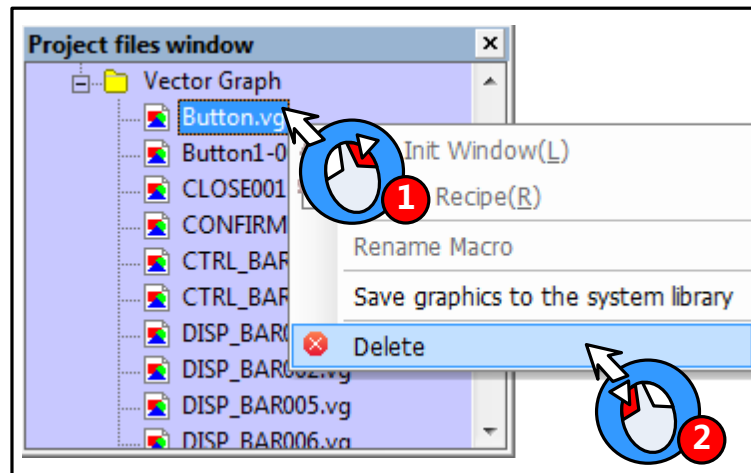 Project files window
Vector Graph
Button.vg
Button1-0
Init Window(L)
CLOSE001
1
Recipe(R)
CONFIRM
Rename Macro
CTRL_BAR
CTRL_BAR
Save graphics to the system library
DISP_BAR0
Delete
DISP_BAR002.vg
DISP_BAR005.vg
2
DISP_BAR006.vg